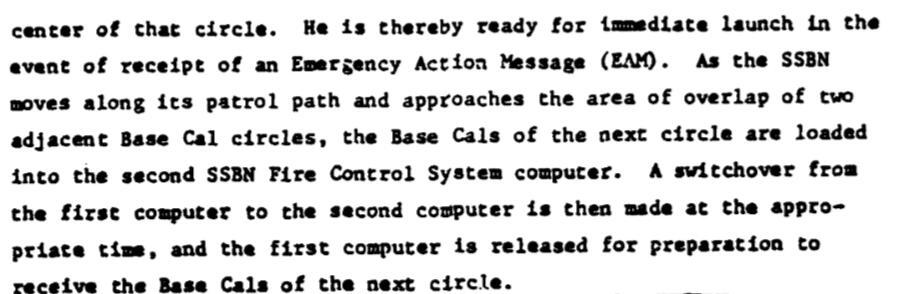 center of that circle. He is thereby ready for immediate launch in the
event of receipt of an Emergency Action Message (EAM). As the SSBN
moves along its patrol path and approaches the area of overlap of two
adjacent Base Cal circles, the Base Cals of the next circle are loaded
into the second SSBN Fire Control System computer. A switchover from
the first computer to the second computer is then made at the appro-
priate time, and the first computer is released for preparation to
receive the Base Cals of the next circle.